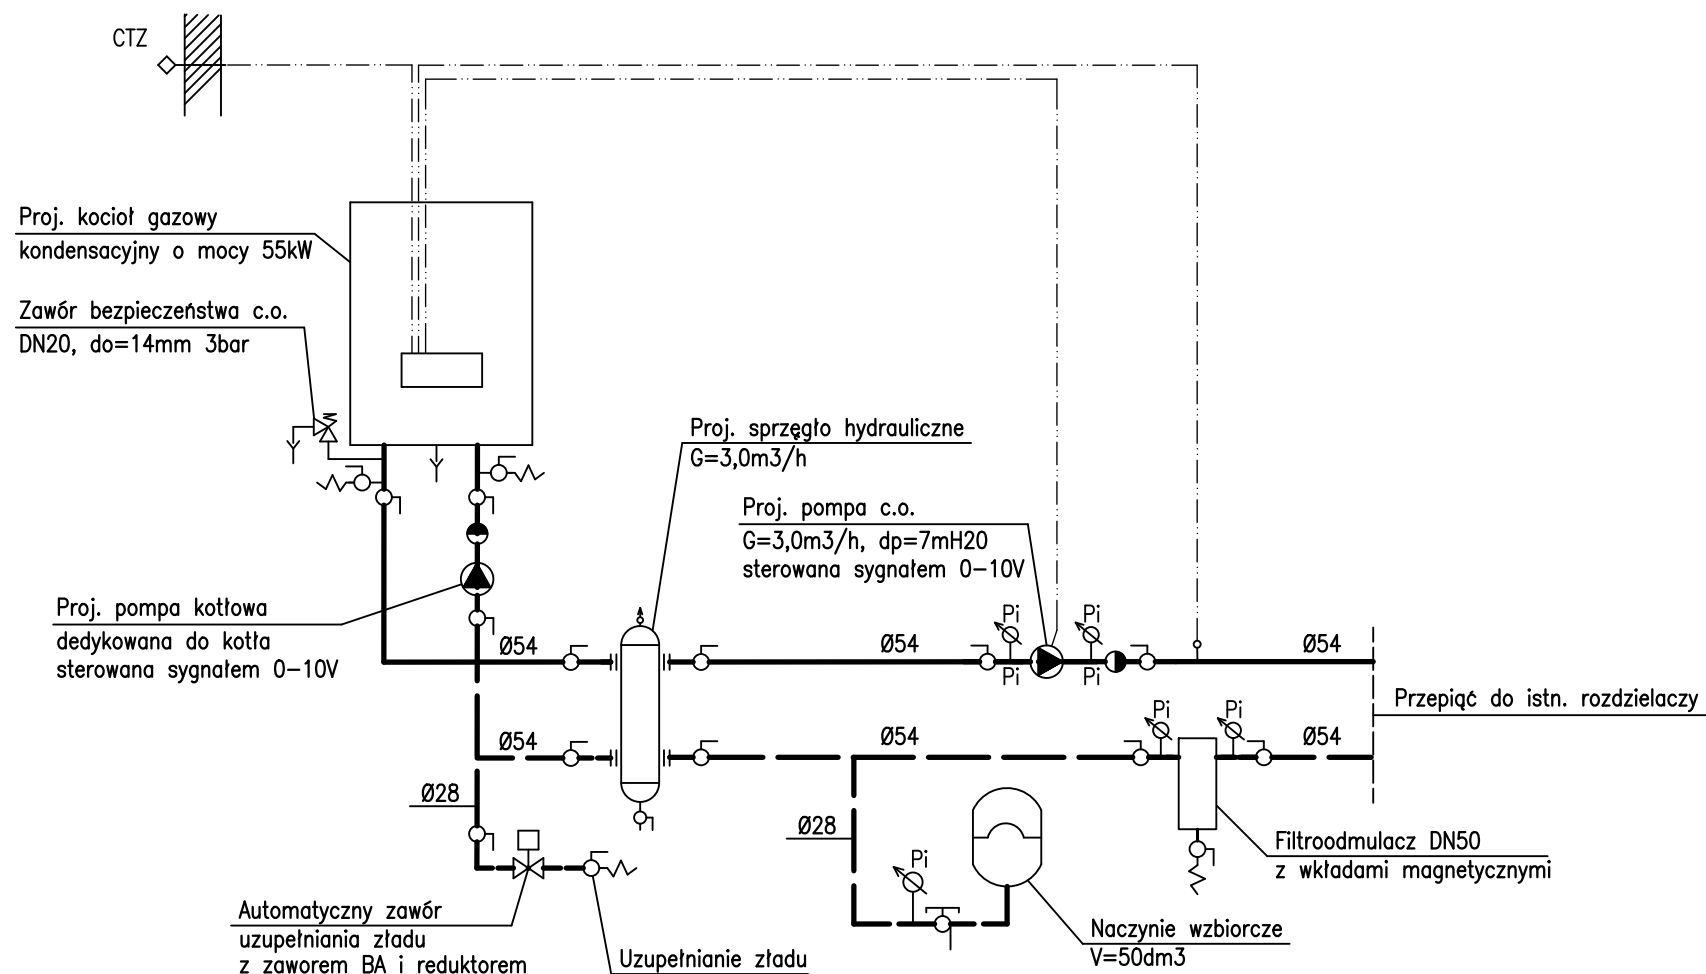 CTZ
Proj. kocioł gazowy
kondensacyjny o mocy 55kW
Zawór bezpieczeństwa c.o.
DN20, do=14mm 3bar
Proj. sprzęgło hydrauliczne
G=3,0m3/h
Proj. pompa c.o.
G=3,0m3/h, dp=7mH20
sterowana sygnałem 0-10V
Proj. pompa kotłowa
dedykowana do kotła
sterowana sygnałem 0-10V
Pi Pi
Ø54 Ø54 Ø54
Pi Pi
Przepiąć do istn. rozdzielaczy
Pi Pi
Ø54 Ø54 Ø54
Ø28
Ø28
Filtroodmulacz DN50
z wkładami magnetycznymi
Pi
Automatyczny zawór
uzupełniania zładu
z zaworem BA i reduktorem
Uzupełnianie zładu
Naczynie wzbiorcze
V=50dm3